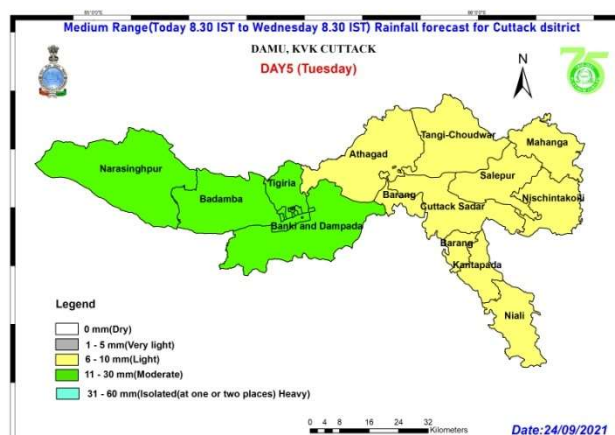 Medium Range(Today 8.30 IST to Wednesday 8.30 IST) Rainfall forecast for Cuttack dsitrict
DAMU, KVK CUTTACK
DAY5 (Tuesday)
N
75
Tangi-Choudwar
Mahanga
Athagad
Narasinghpur
Salepur
Tigiria
Badamba
Barang
Nischintakoili
Cuttack Sadar
Banki and Dampada
Barang
Kantapada
Niali
Legend
0 mm(Dry)
1 - 5 mm(Very light)
6 - 10 mm(Light)
11 - 30 mm(Moderate)
31 - 60 mm(Isolated(at one or two places) Heavy)
0 4 8 16 24 32
Kilometers
Date:24/09/2021